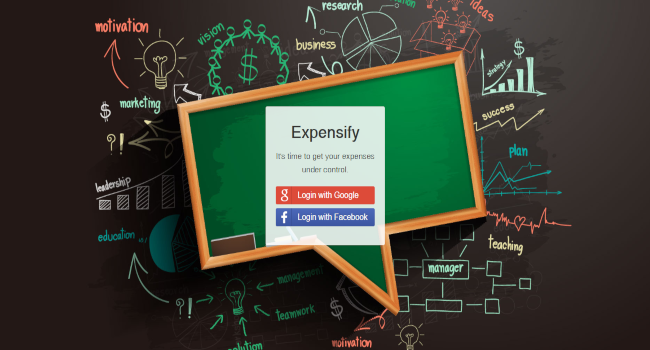 research
ideas
motivation
vision
business
$
strategy
$
marketing
$
success
?!
Expensify
It's time to get your expenses
under control.
plan
leadership
Login with Google
f Login with Facebook
education
teaching
manager
management
?!
teamwork
$
solution
motivation